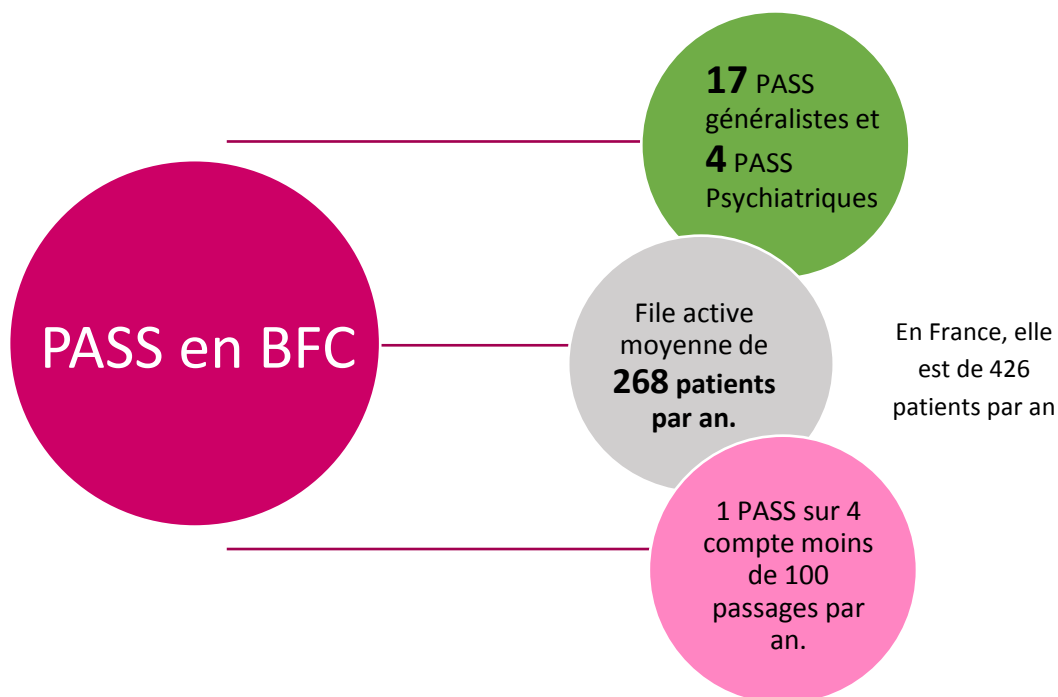 17 PASS
généralistes et
4 PASS
Psychiatriques
PASS en BFC
File active
moyenne de
268 patients
par an.
En France, elle
est de 426
patients par an
1 PASS sur 4
compte moins
de 100
passages par
an.